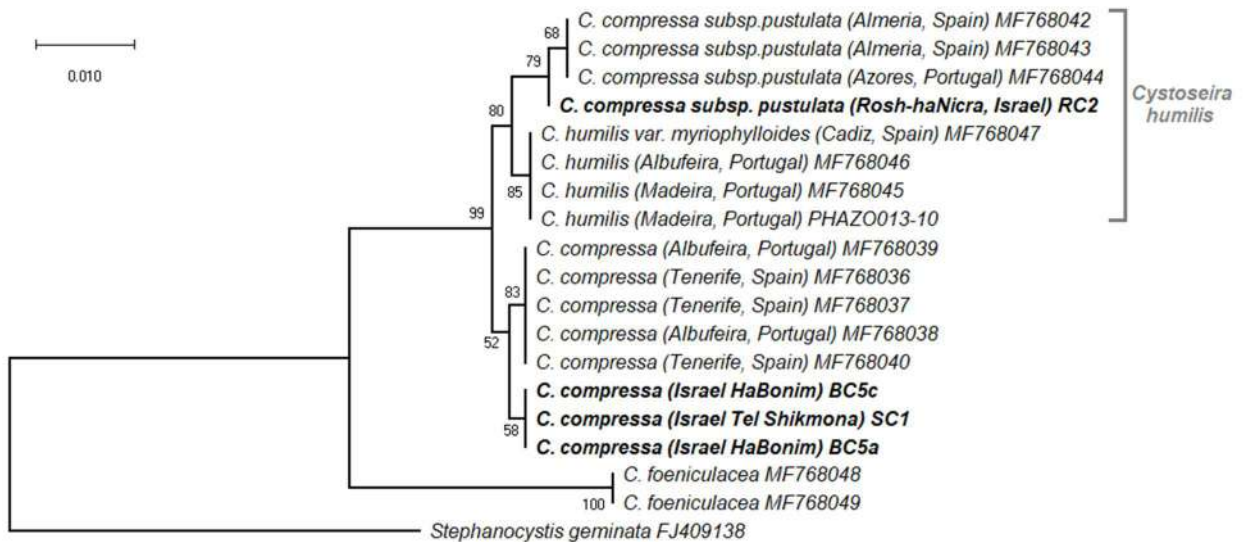 0.010
68
79
80
85
99
83
52
58
100
C. compressa subsp.pustulata (Almeria, Spain) MF768042
C. compressa subsp.pustulata (Almeria, Spain) MF768043
C. compressa subsp.pustulata (Azores, Portugal) MF768044
C. compressa subsp. pustulata (Rosh-haNicra, Israel) RC2
C. humilis var. myriophylloides (Cadiz, Spain) MF768047
C. humilis (Albufeira, Portugal) MF768046
C. humilis (Madeira, Portugal) MF768045
C. humilis (Madeira, Portugal) PHAZO013-10
C. compressa (Albufeira, Portugal) MF768039
C. compressa (Tenerife, Spain) MF768036
C. compressa (Tenerife, Spain) MF768037
C. compressa (Albufeira, Portugal) MF768038
C. compressa (Tenerife, Spain) MF768040
C. compressa (Israel HaBonim) BC5c
C. compressa (Israel Tel Shikmona) SC1
C. compressa (Israel HaBonim) BC5a
C. foeniculacea MF768048
C. foeniculacea MF768049
Stephanocystis geminata FJ409138
Cystoseira
humilis